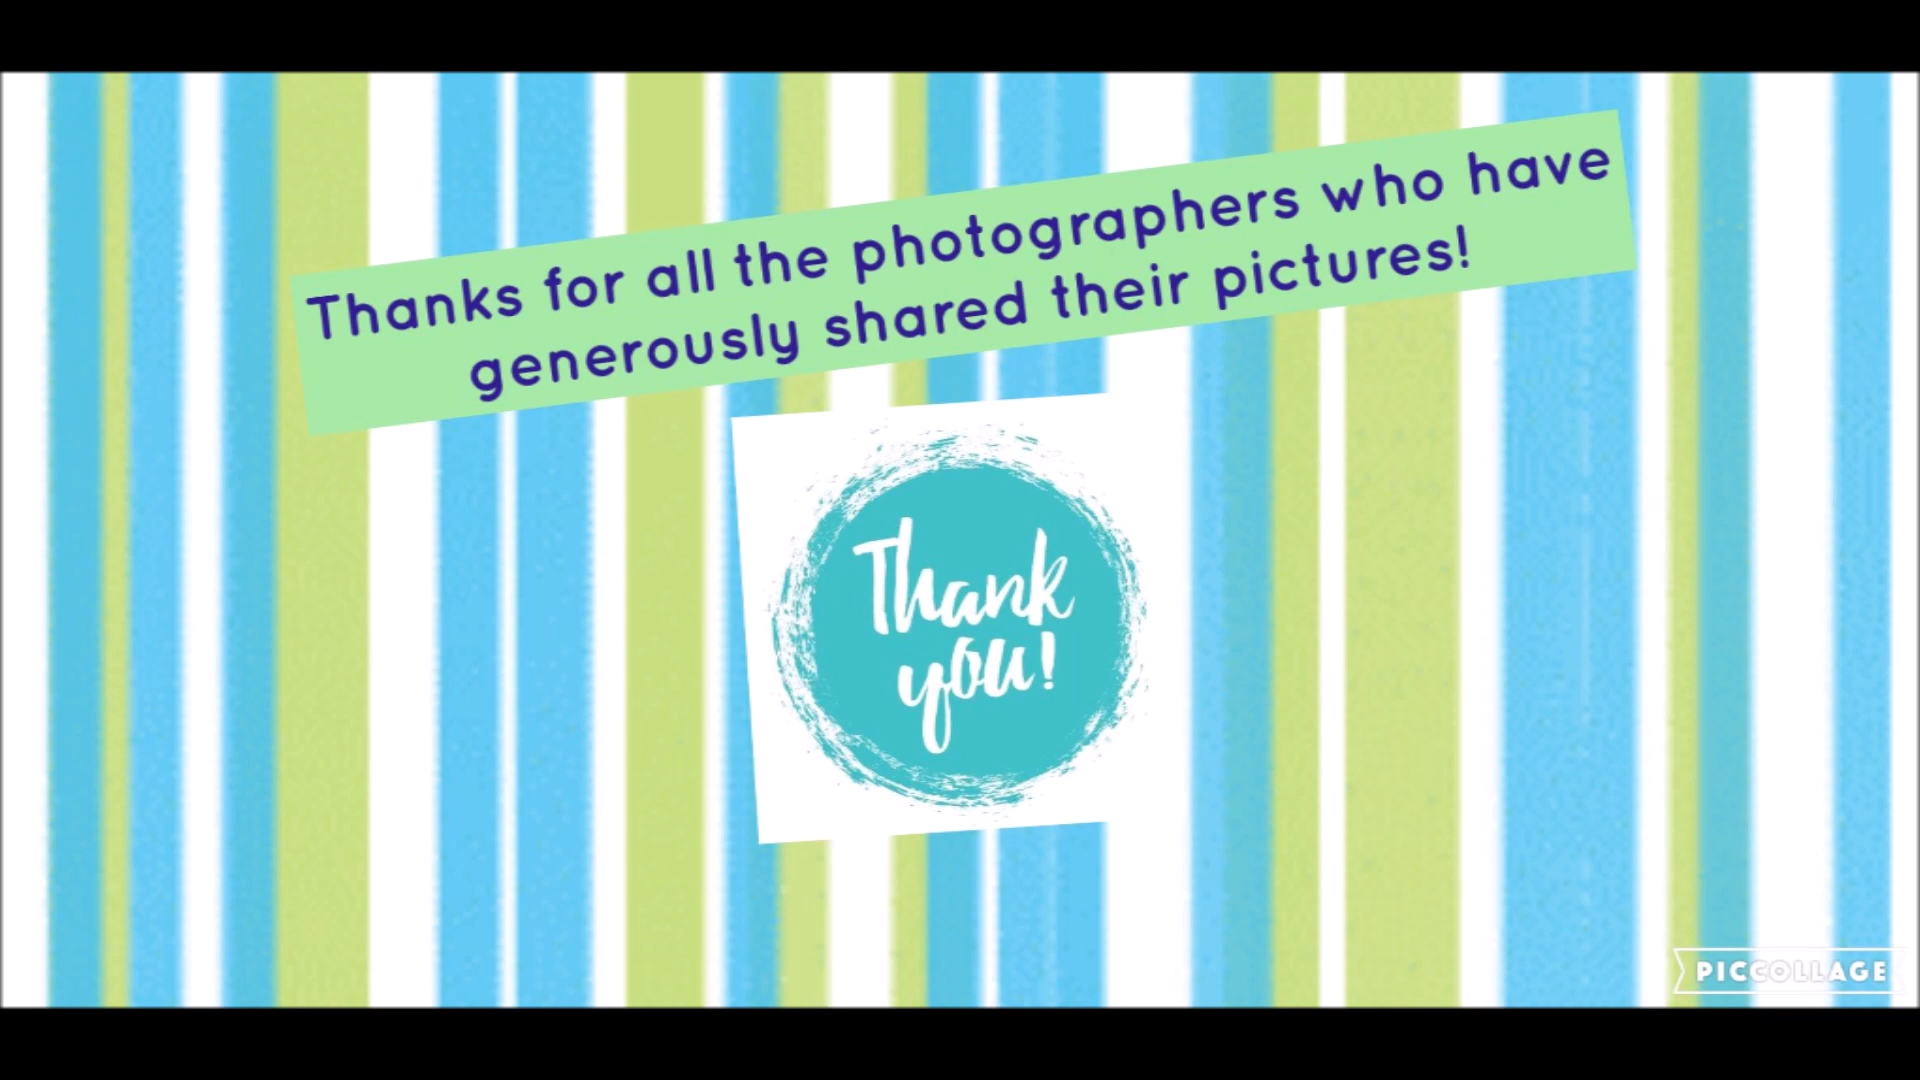 Thanks for all the photographers who have
generously shared their pictures!
Thank
you!
PICCOLLAGE